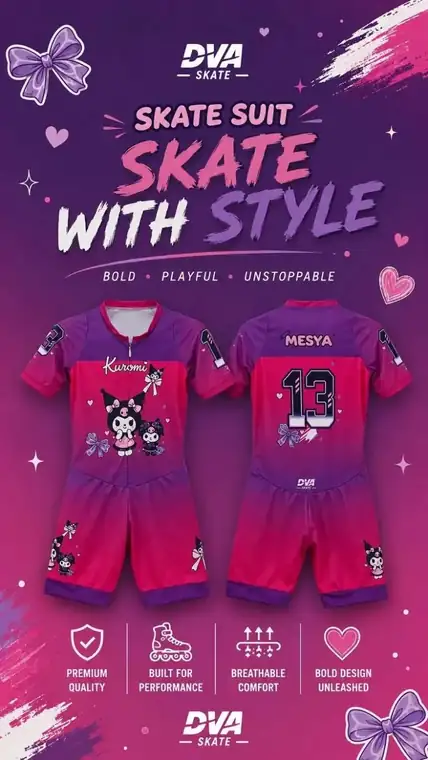 DVA
SKATE
SKATE SUIT
SKATE
WITH STYLE
BOLD • PLAYFUL • UNSTOPPABLE
Kuromi
MESYA
13
DVA
SKATE
PREMIUM
QUALITY
BUILT FOR
PERFORMANCE
BREATHABLE
COMFORT
BOLD DESIGN
UNLEASHED
DVA
SKATE